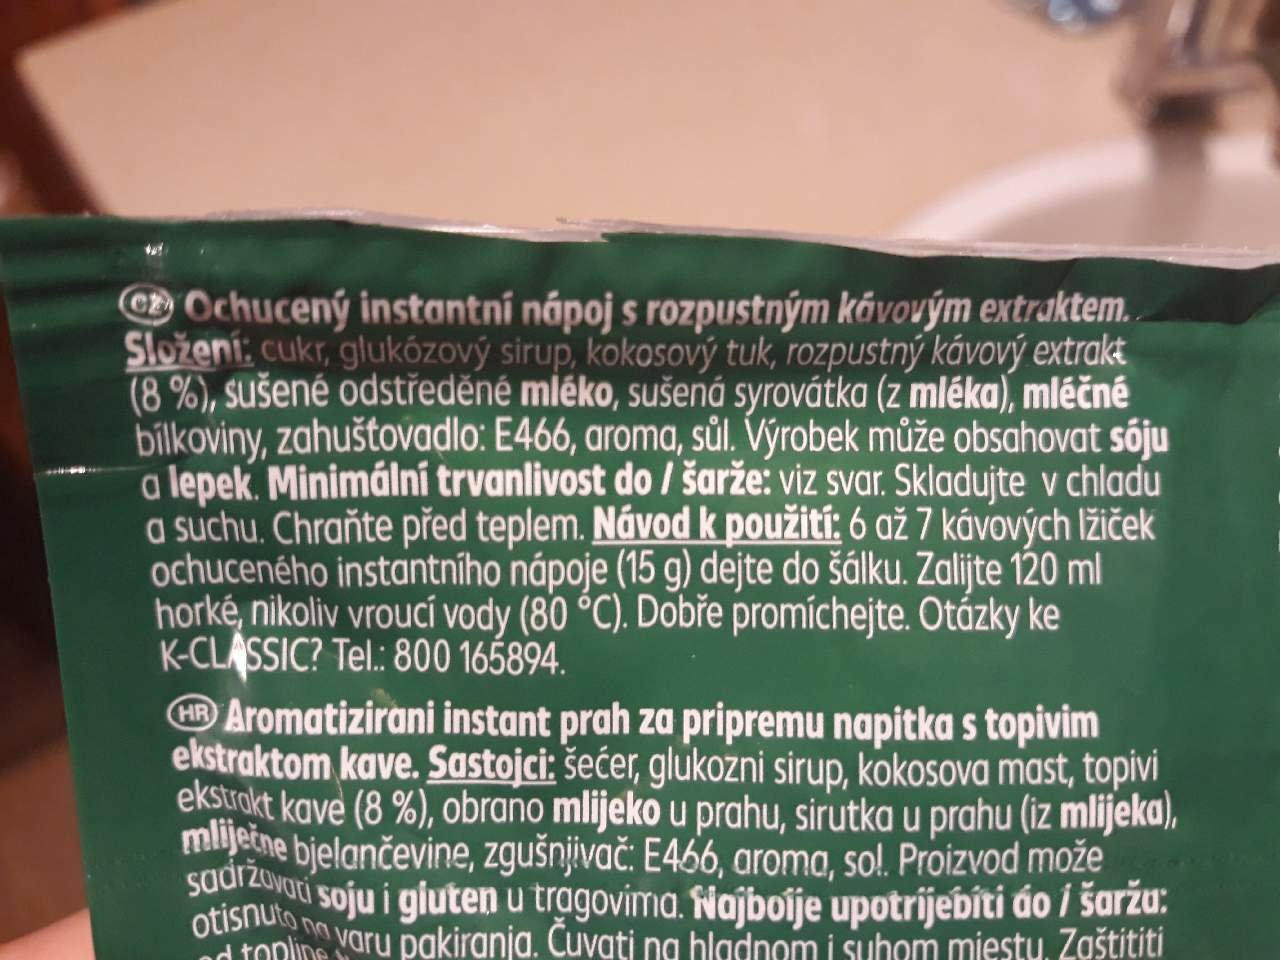 CZ Ochucený instantní nápoj s rozpustným kávovým extraktem.
Složení: cukr, glukózový sirup, kokosový tuk, rozpustný kávový extrakt
(8 %), sušené odstředěné mléko, sušená syrovátka (z mléka), mléčné
bílkoviny, zahušťovadlo: E466, aroma, sůl. Výrobek může obsahovat sóju
a lepek. Minimální trvanlivost do / šarže: viz svar. Skladujte v chladu
a suchu. Chraňte před teplem. Návod k použití: 6 až 7 kávových lžiček
ochuceného instantního nápoje (15 g) dejte do šálku. Zalijte 120 ml
horké, nikoliv vroucí vody (80 °C). Dobře promíchejte. Otázky ke
K-CLASSIC? Tel.: 800 165894.
HR Aromatizirani instant prah za pripremu napitka s topivim
ekstraktom kave. Sastojci: šećer, glukozni sirup, kokosova mast, topivi
ekstrakt kave (8 %), obrano mlijeko u prahu, sirutka u prahu (iz mlijeka),
mliječne bjelančevine, zgušnjivač: E466, aroma, sol. Proizvod može
sadržavati soju i gluten u tragovima. Najbolje upotrijebiti do / šarža:
otisnuto na varu pakiranja. Čuvati na hladnom i suhom mjestu. Zaštititi
od topline